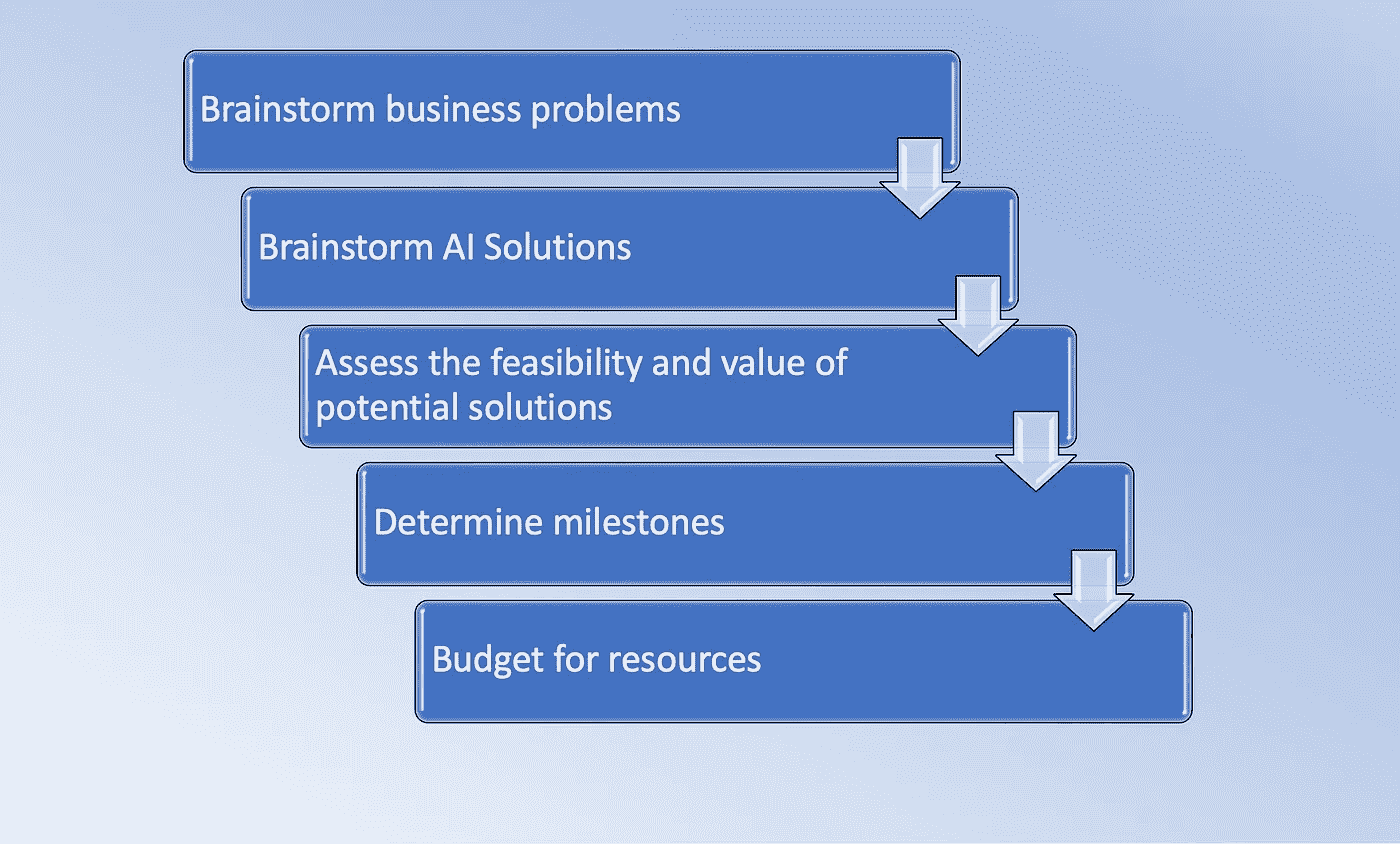 Brainstorm business problems
Brainstorm AI Solutions
Assess the feasibility and value of
potential solutions
Determine milestones
Budget for resources